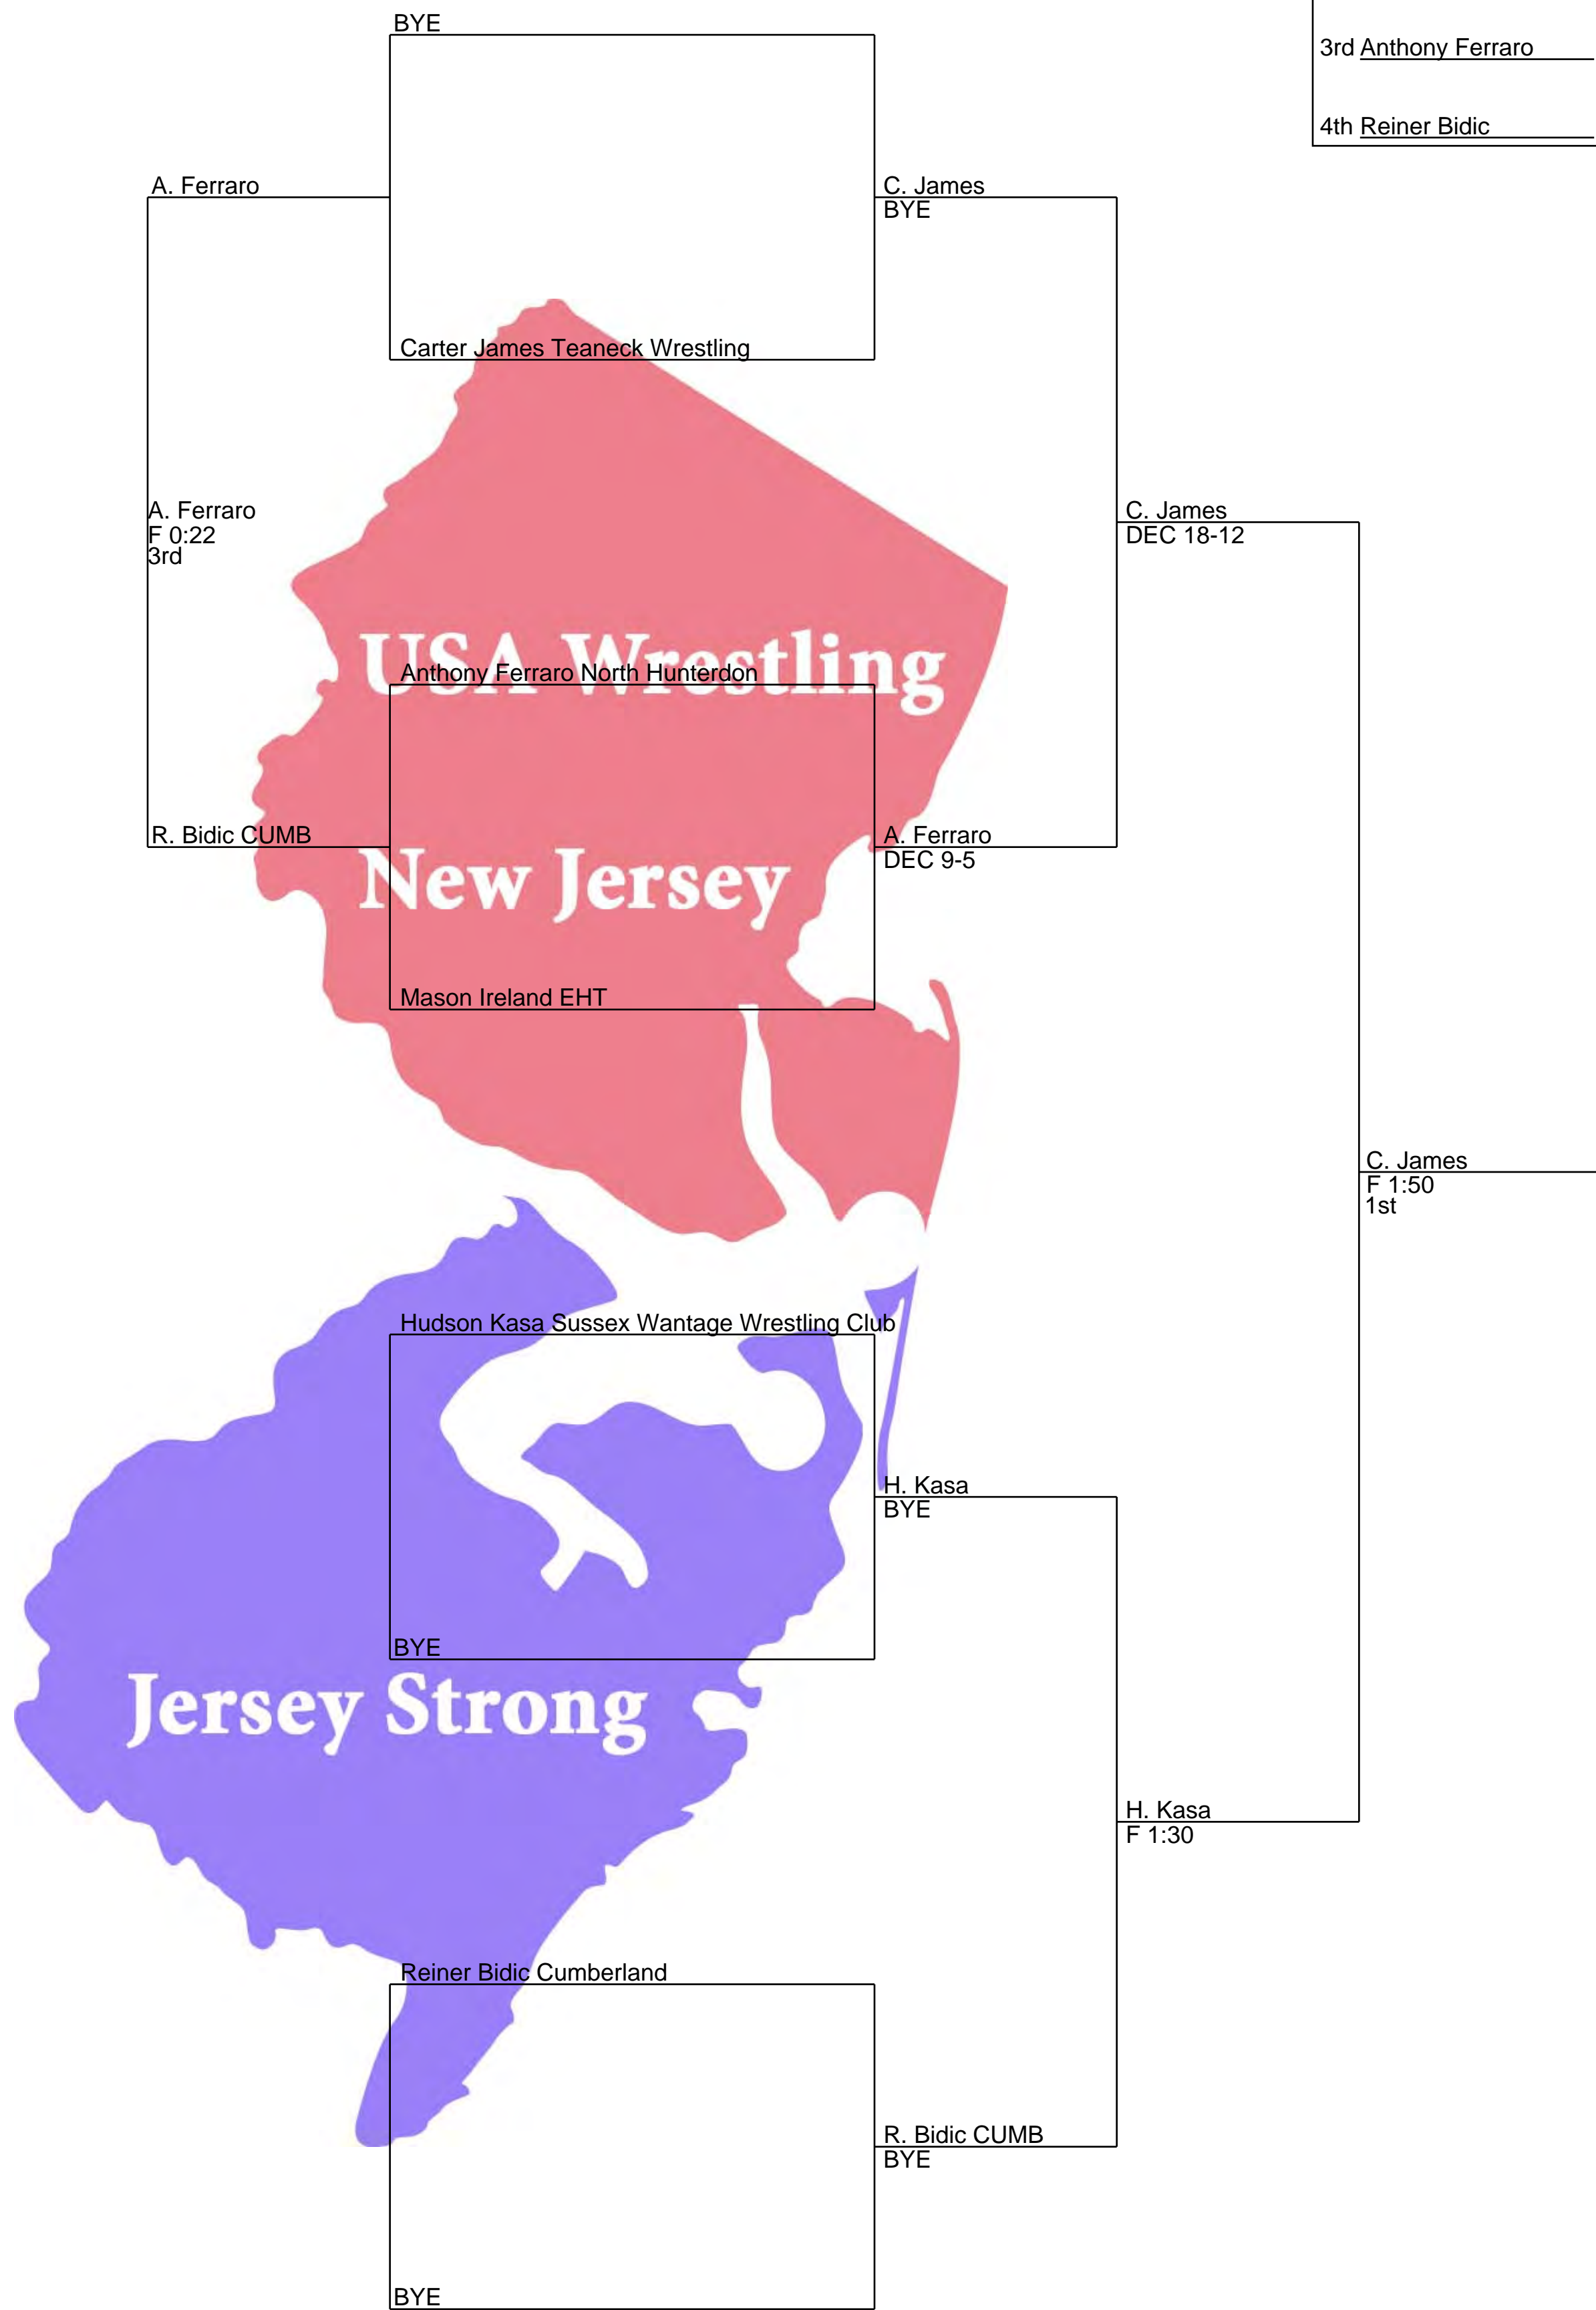 BYE
3rd Anthony Ferraro
4th Reiner Bidic
A. Ferraro
C. James
BYE
Carter James Teaneck Wrestling
A. Ferraro
F 0:22
3rd
C. James
DEC 18-12
USA Wrestling
Anthony Ferraro North Hunterdon
R. Bidic CUMB
A. Ferraro
DEC 9-5
New Jersey
Mason Ireland EHT
C. James
F 1:50
1st
Hudson Kasa Sussex Wantage Wrestling Club
H. Kasa
BYE
BYE
Jersey Strong
H. Kasa
F 1:30
Reiner Bidic Cumberland
R. Bidic CUMB
BYE
BYE